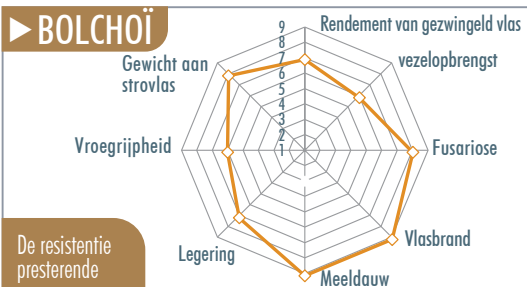 ▶ BOLCHOÏ
9
8
7
6
5
4
3
2
1
Rendement van gezwingeld vlas
vezelopbrengst
Fusariose
Vlasbrand
Meeldauw
Legering
Vroegrijpheid
Gewicht aan
strovlas
De resistentie
presterende